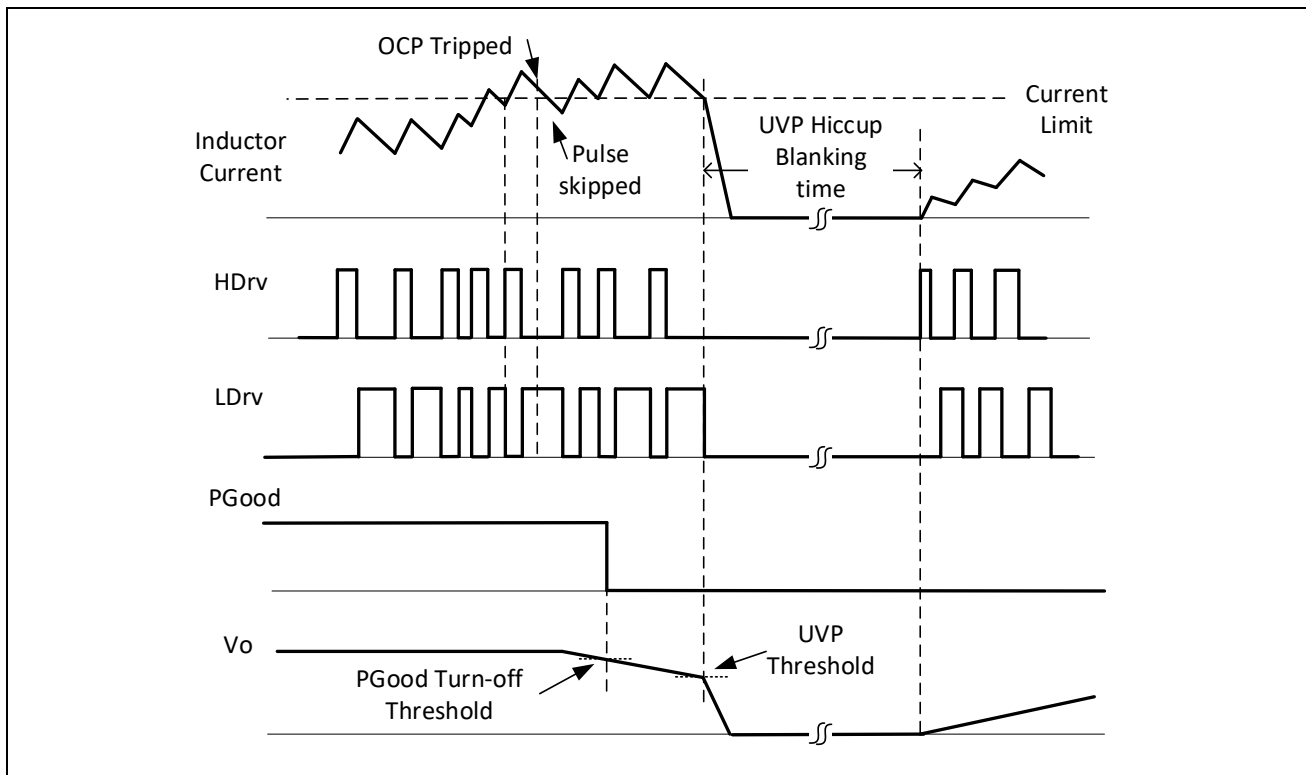 OCP Tripped
Current
Limit
UVP Hiccup
Blanking
time
Inductor
Current
Pulse
skipped
HDrv
LDrv
PGood
Vo
UVP
Threshold
PGood Turn-off
Threshold